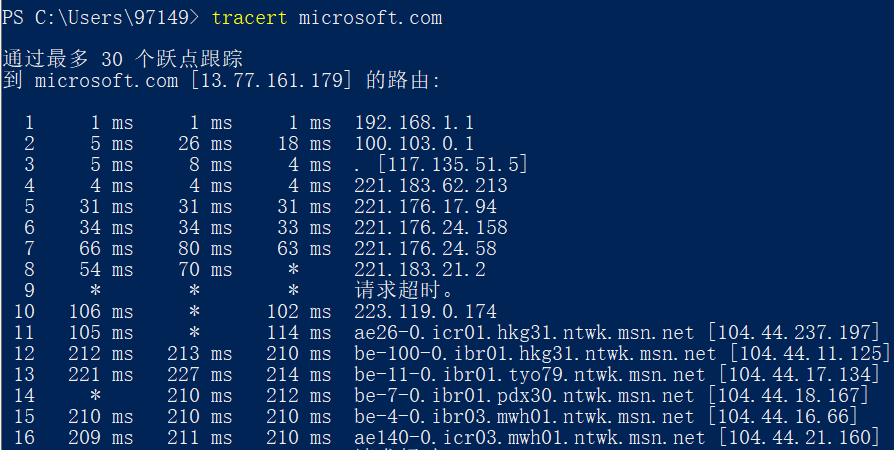 PS C:\Users\97149> tracert microsoft.com
通过最多 30 个跃点跟踪
到 microsoft.com [13.77.161.179] 的路由:
1 1 ms 1 ms 1 ms 192.168.1.1
2 5 ms 26 ms 18 ms 100.103.0.1
3 5 ms 8 ms 4 ms . [117.135.51.5]
4 4 ms 4 ms 4 ms 221.183.62.213
5 31 ms 31 ms 31 ms 221.176.17.94
6 34 ms 34 ms 33 ms 221.176.24.158
7 66 ms 80 ms 63 ms 221.176.24.58
8 54 ms 70 ms * 221.183.21.2
9 * * * 请求超时。
10 106 ms * 102 ms 223.119.0.174
11 105 ms * 114 ms ae26-0.icr01.hkg31.ntwk.msn.net [104.44.237.197]
12 212 ms 213 ms 210 ms be-100-0.ibr01.hkg31.ntwk.msn.net [104.44.11.125]
13 221 ms 227 ms 214 ms be-11-0.ibr01.tyo79.ntwk.msn.net [104.44.17.134]
14 * 210 ms 212 ms be-7-0.ibr01.pdx30.ntwk.msn.net [104.44.18.167]
15 210 ms 210 ms 210 ms be-4-0.ibr03.mwh01.ntwk.msn.net [104.44.16.66]
16 209 ms 211 ms 210 ms ae140-0.icr03.mwh01.ntwk.msn.net [104.44.21.160]